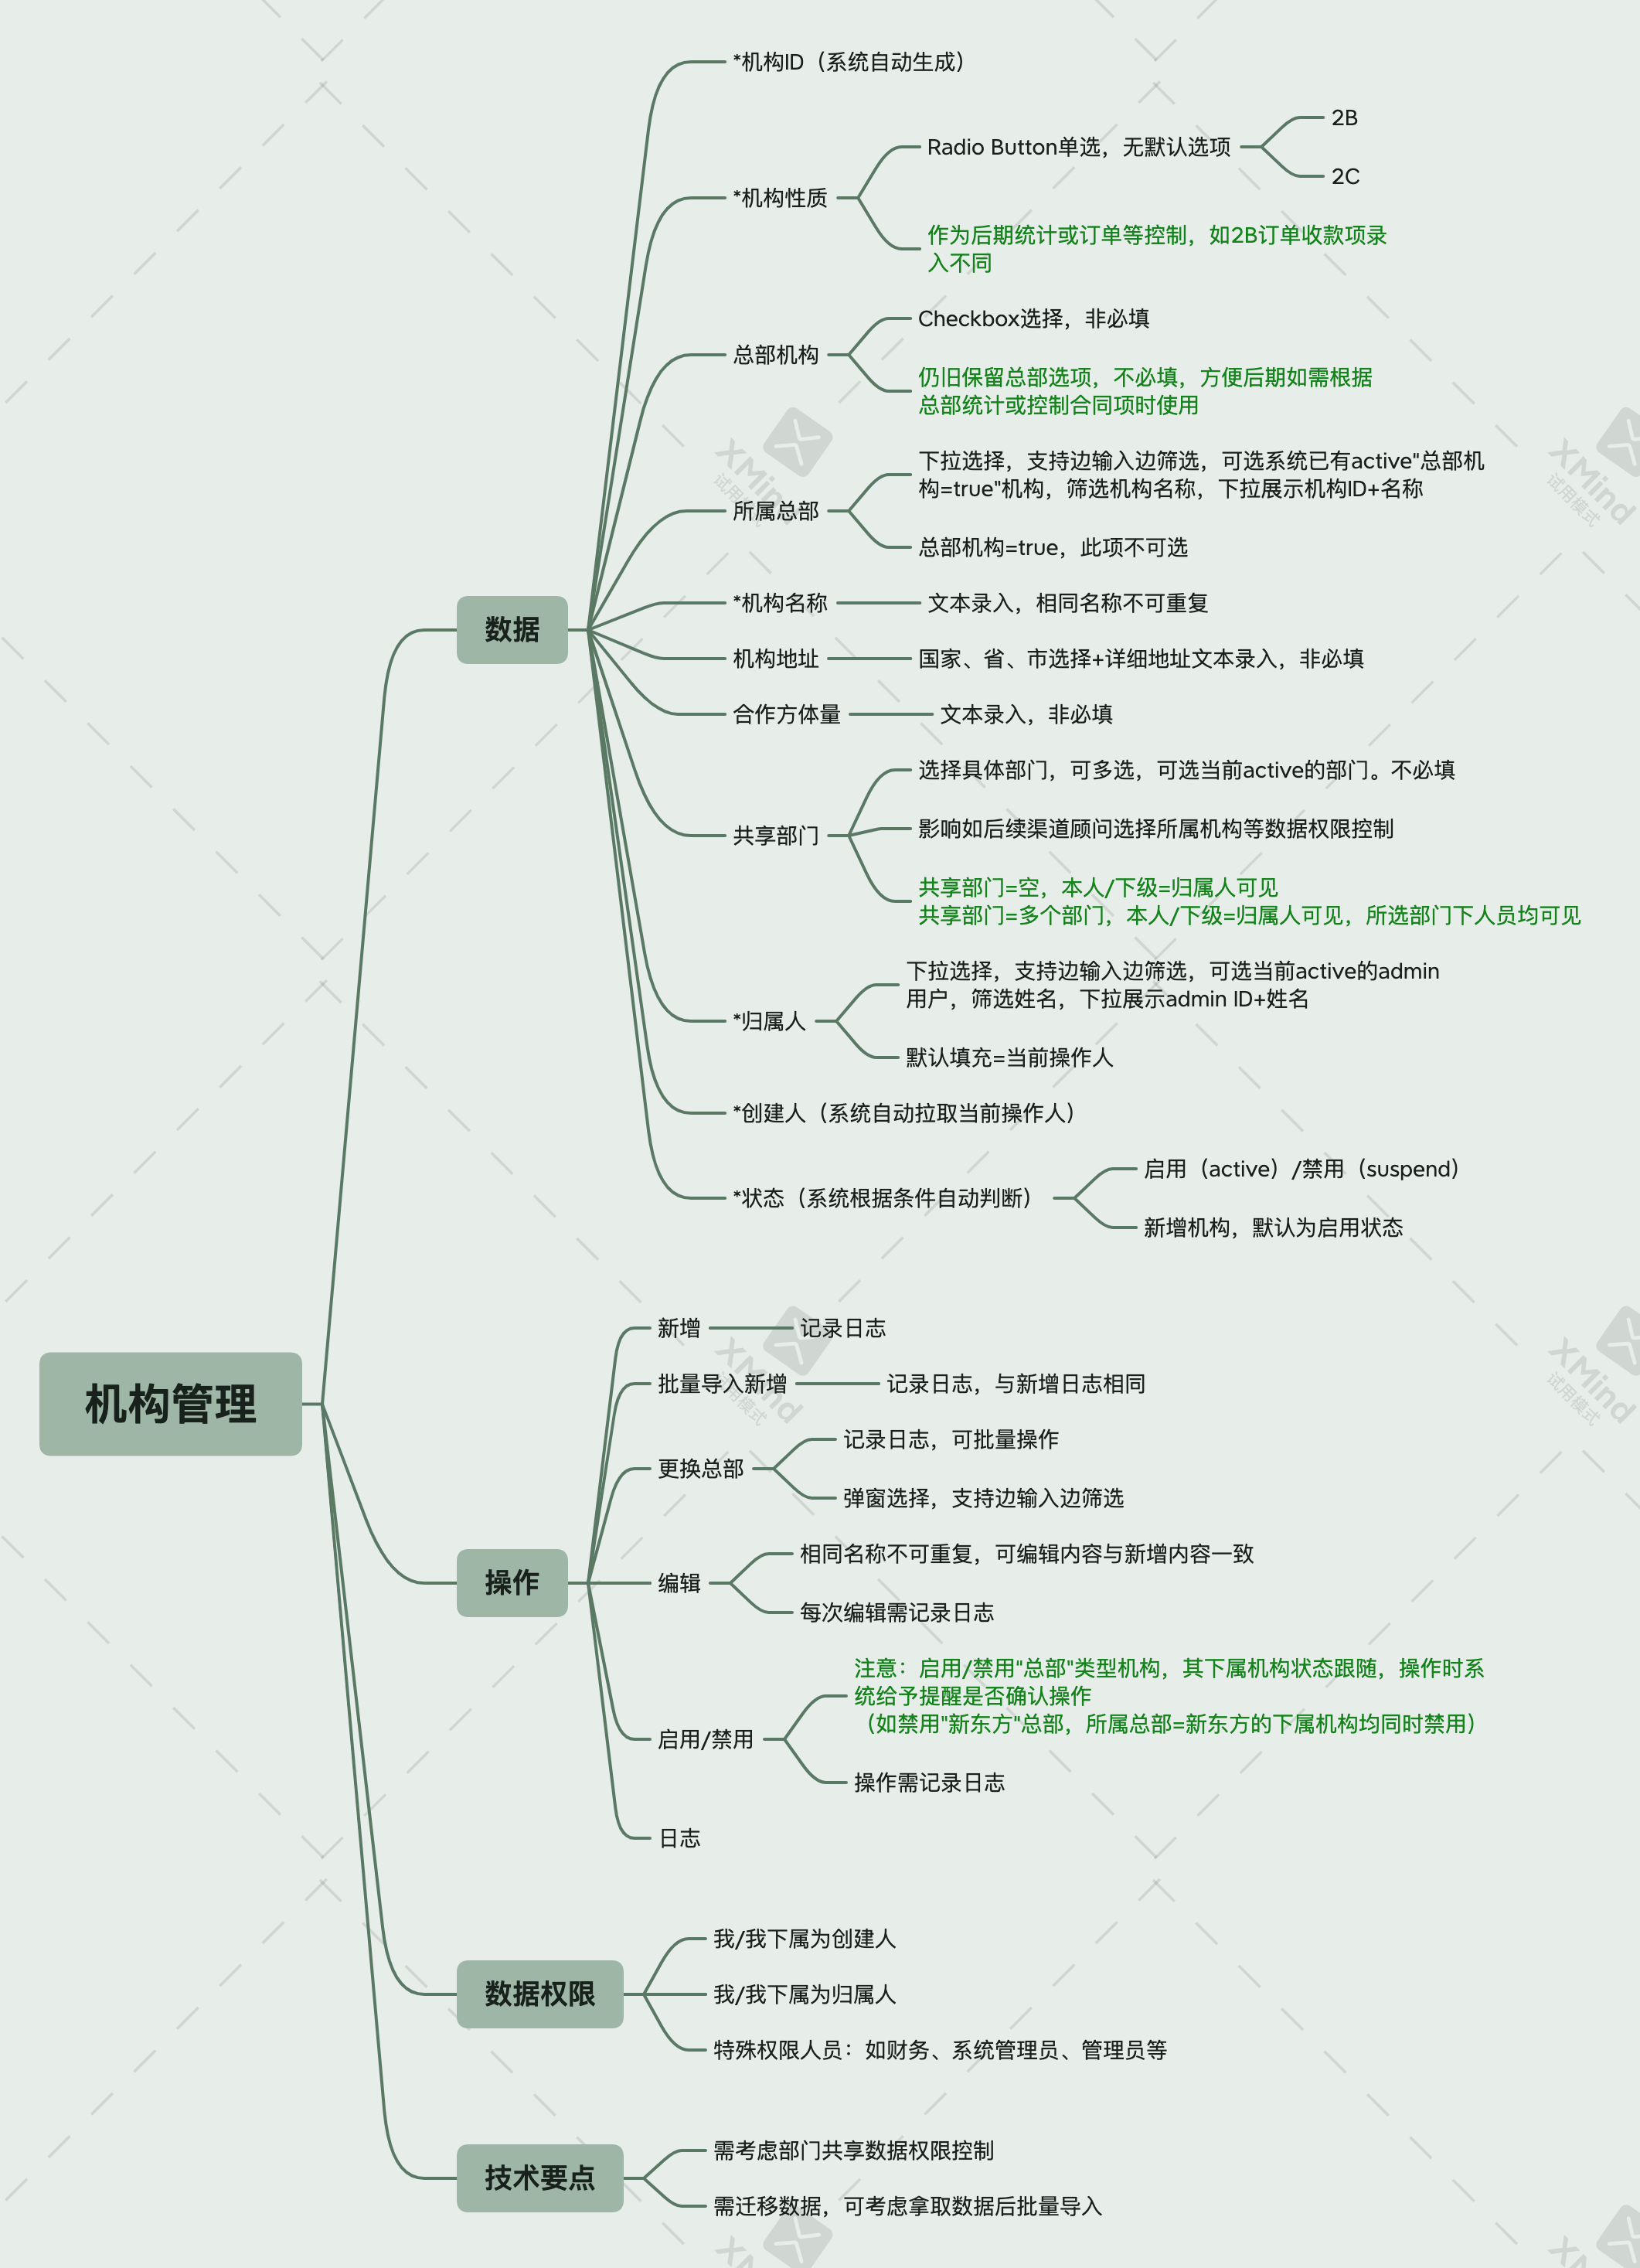 *机构ID（系统自动生成）
2B
Radio Button单选，无默认选项
2C
*机构性质
作为后期统计或订单等控制，如2B订单收款项录
入不同
Checkbox选择，非必填
总部机构
仍旧保留总部选项，不必填，方便后期如需根据
总部统计或控制合同项时使用
下拉选择，支持边输入边筛选，可选系统已有active"总部机
构=true"机构，筛选机构名称，下拉展示机构ID+名称
所属总部
总部机构=true，此项不可选
*机构名称
文本录入，相同名称不可重复
数据
机构地址
国家、省、市选择+详细地址文本录入，非必填
合作方体量
文本录入，非必填
选择具体部门，可多选，可选当前active的部门。不必填
共享部门
影响如后续渠道顾问选择所属机构等数据权限控制
共享部门=空，本人/下级=归属人可见
共享部门=多个部门，本人/下级=归属人可见，所选部门下人员均可见
下拉选择，支持边输入边筛选，可选当前active的admin
用户，筛选姓名，下拉展示admin ID+姓名
*归属人
默认填充=当前操作人
*创建人（系统自动拉取当前操作人）
启用（active）/禁用（suspend）
*状态（系统根据条件自动判断）
新增机构，默认为启用状态
机构管理
新增
记录日志
批量导入新增
记录日志，与新增日志相同
记录日志，可批量操作
更换总部
弹窗选择，支持边输入边筛选
相同名称不可重复，可编辑内容与新增内容一致
操作
编辑
每次编辑需记录日志
注意：启用/禁用"总部"类型机构，其下属机构状态跟随，操作时系
统给予提醒是否确认操作
（如禁用"新东方"总部，所属总部=新东方的下属机构均同时禁用）
启用/禁用
操作需记录日志
日志
我/我下属为创建人
数据权限
我/我下属为归属人
特殊权限人员：如财务、系统管理员、管理员等
需考虑部门共享数据权限控制
技术要点
需迁移数据，可考虑拿取数据后批量导入
XMind
试用模式
XMind
试用模式
XMind
试用模式
XMind
试用模式